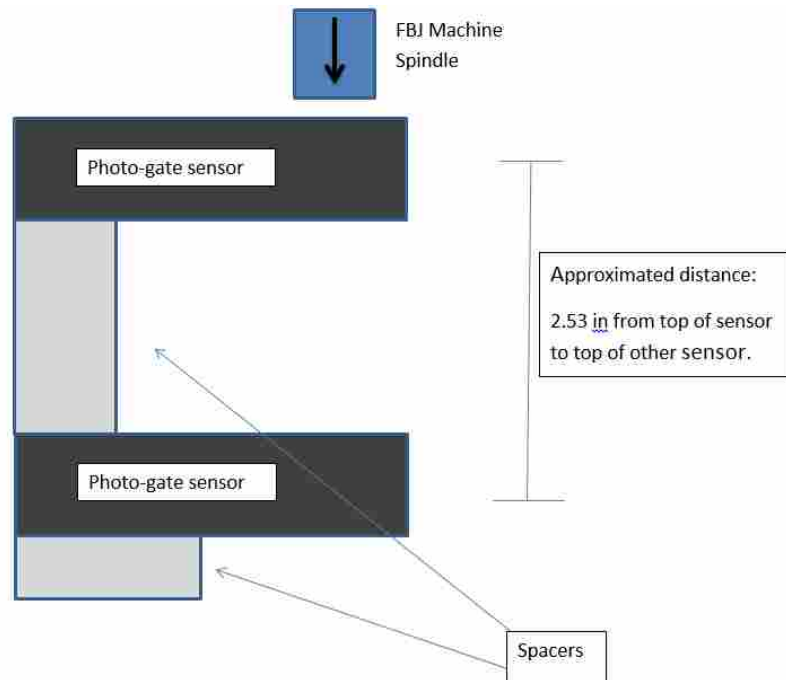 FBJ Machine
Spindle
Photo-gate sensor
Approximated distance:
2.53 in from top of sensor
to top of other sensor.
Photo-gate sensor
Spacers